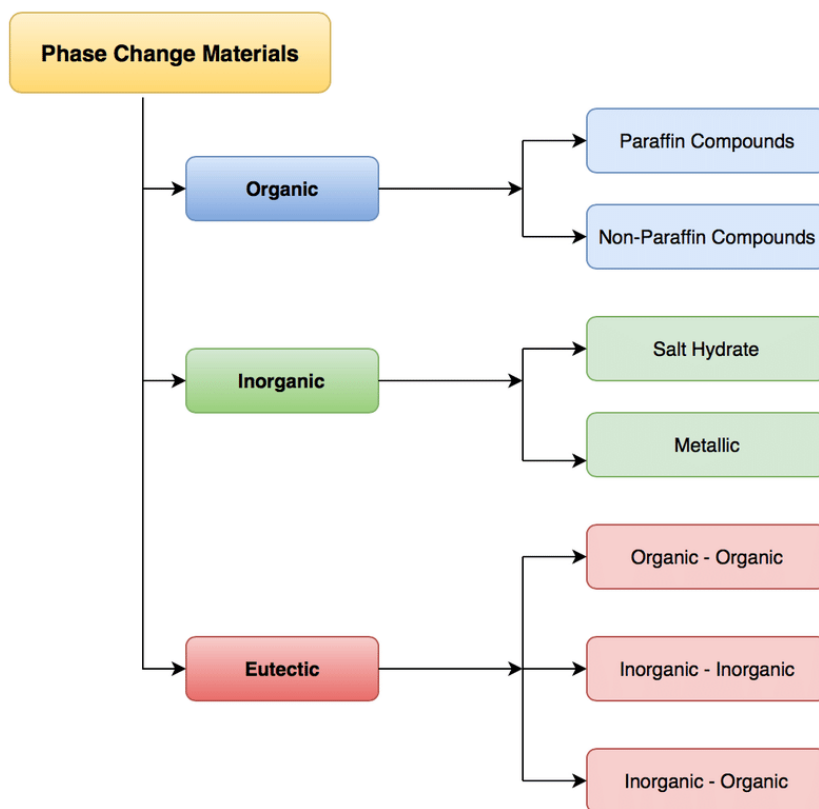 Phase Change Materials
Organic
Paraffin Compounds
Non-Paraffin Compounds
Inorganic
Salt Hydrate
Metallic
Eutectic
Organic - Organic
Inorganic - Inorganic
Inorganic - Organic